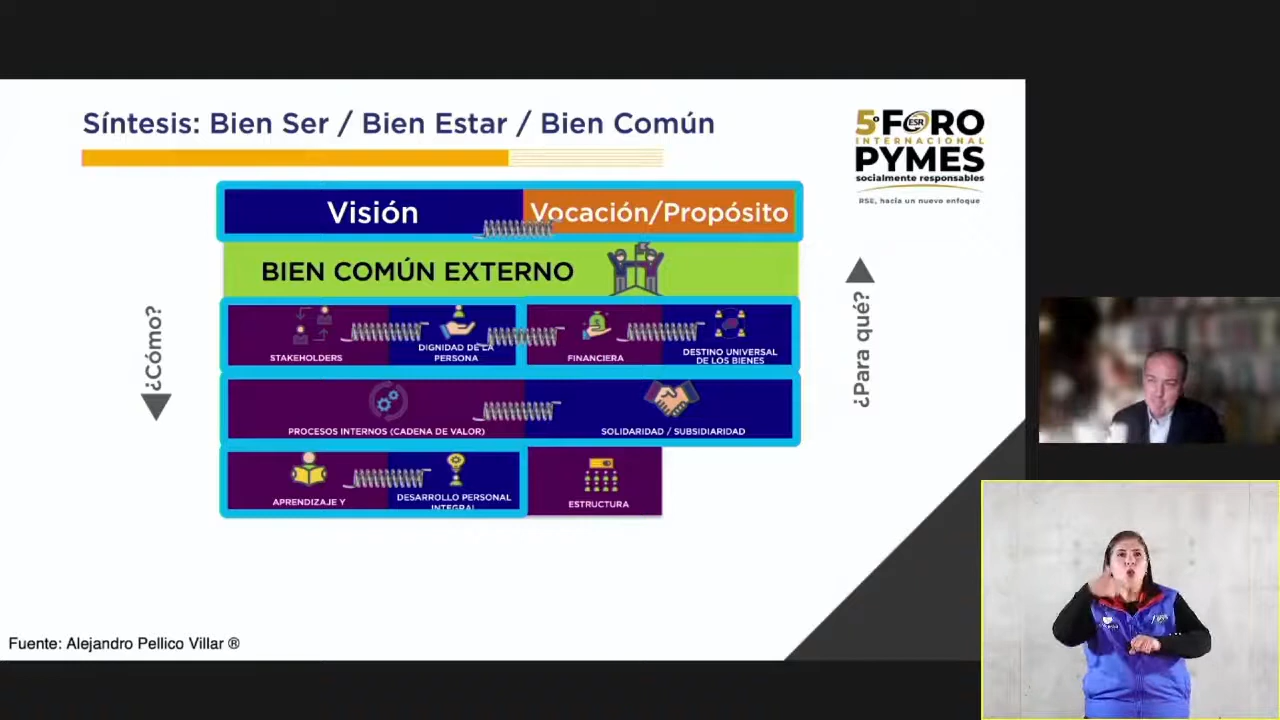 Síntesis: Bien Ser / Bien Estar / Bien Común
5º FORO
ESR
INTERNACIONAL
PYMES
socialmente responsables
RSE, hacia un nuevo enfoque
Visión
Vocación/Propósito
BIEN COMÚN EXTERNO
¿Cómo?
¿Para qué?
STAKEHOLDERS
DIGNIDAD DE LA
PERSONA
FINANCIERA
DESTINO UNIVERSAL
DE LOS BIENES
PROCESOS INTERNOS (CADENA DE VALOR)
SOLIDARIDAD / SUBSIDIARIDAD
APRENDIZAJE Y
DESARROLLO PERSONAL
INTEGRAL
ESTRUCTURA
Fuente: Alejandro Pellico Villar ®